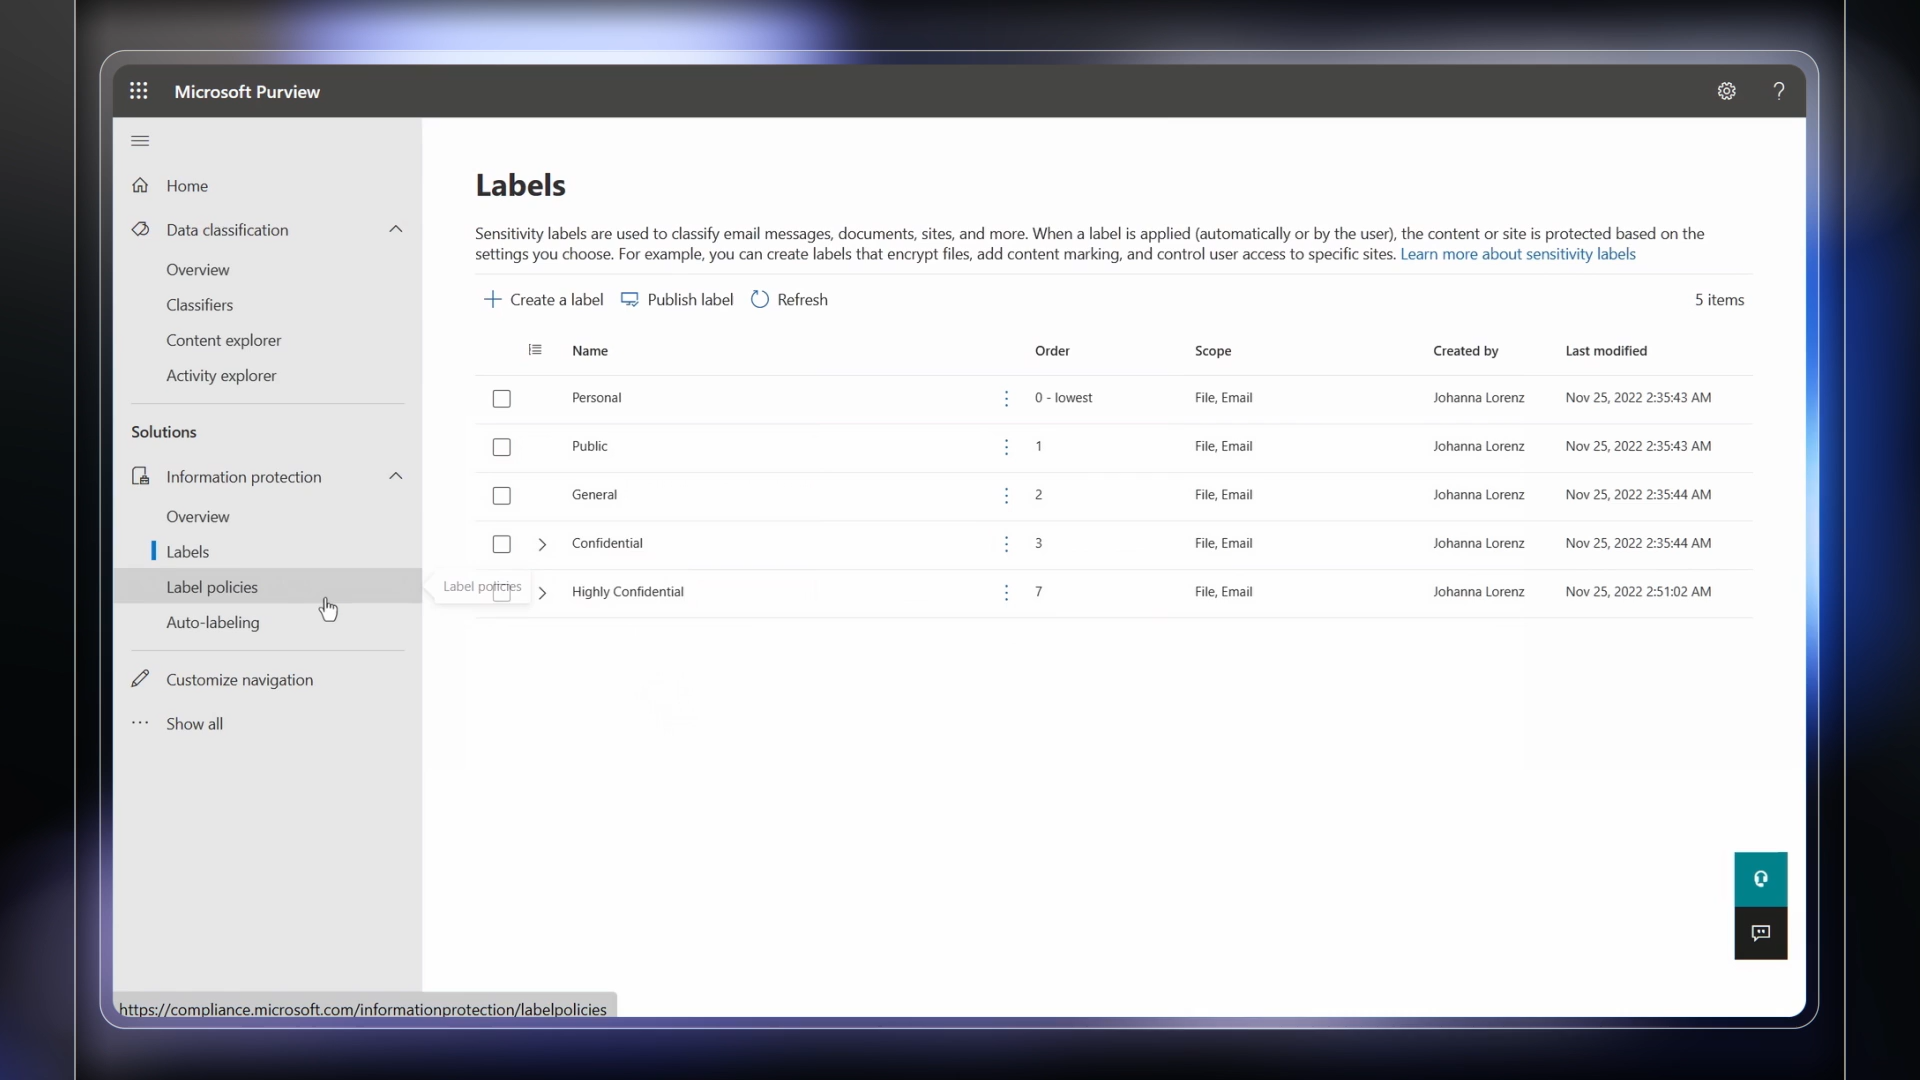 Microsoft Purview
?
Home
Data classification
Overview
Classifiers
Content explorer
Activity explorer
Solutions
Information protection
Overview
Labels
Label policies
Auto-labeling
Customize navigation
Show all
Labels
Sensitivity labels are used to classify email messages, documents, sites, and more. When a label is applied (automatically or by the user), the content or site is protected based on the
settings you choose. For example, you can create labels that encrypt files, add content marking, and control user access to specific sites. Learn more about sensitivity labels
Create a label Publish label Refresh 5 items
Name Order Scope Created by Last modified
Personal 0 - lowest File, Email Johanna Lorenz Nov 25, 2022 2:35:43 AM
Public 1 File, Email Johanna Lorenz Nov 25, 2022 2:35:43 AM
General 2 File, Email Johanna Lorenz Nov 25, 2022 2:35:44 AM
Confidential 3 File, Email Johanna Lorenz Nov 25, 2022 2:35:44 AM
Label policies
Highly Confidential 7 File, Email Johanna Lorenz Nov 25, 2022 2:51:02 AM
https://compliance.microsoft.com/informationprotection/labelpolicies